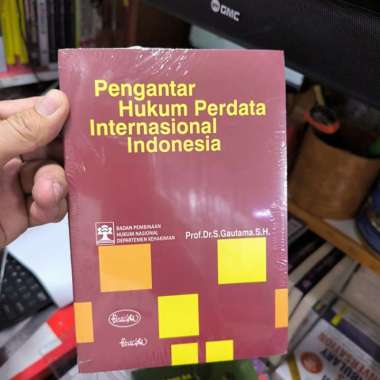 GMC
Pengantar
Hukum Perdata
Internasional
Indonesia
BADAN PEMBINAAN
HUKUM NASIONAL
DEPARTEMEN KEHAKIMAN
Prof.Dr.S.Gautama.S.H.